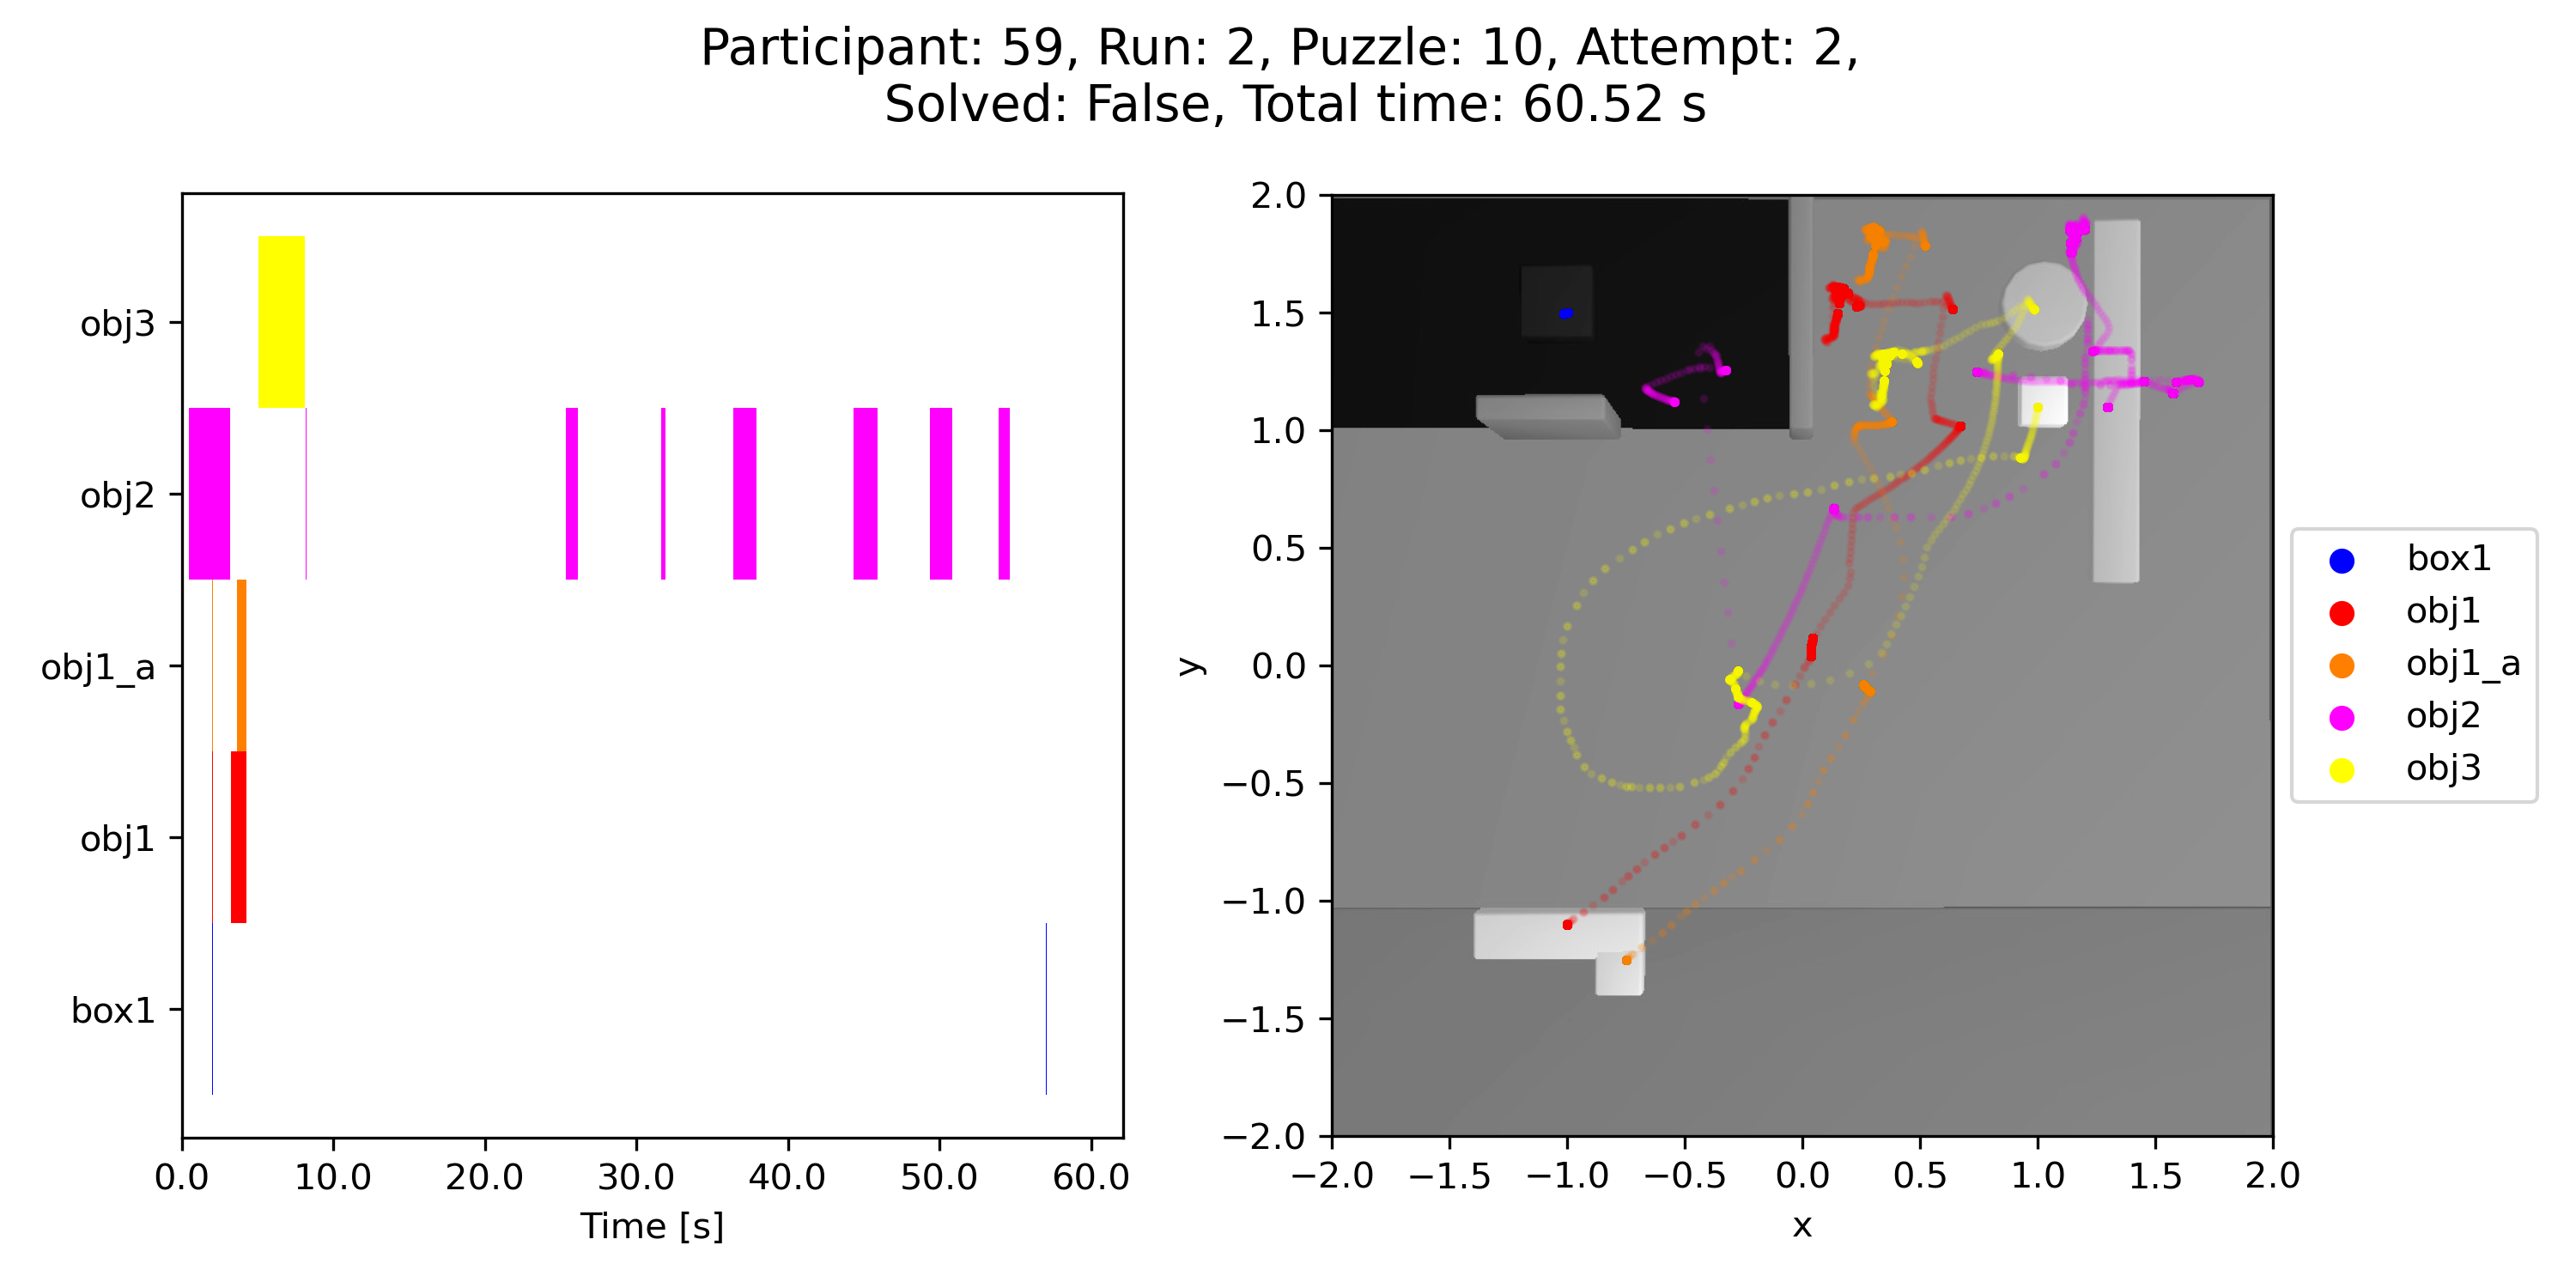 Participant: 59, Run: 2, Puzzle: 10, Attempt: 2,
Solved: False, Total time: 60.52 s
obj3
obj2
obj1_a
obj1
box1
0.0 10.0 20.0 30.0 40.0 50.0 60.0
Time [s]
2.0
1.5
1.0
0.5
0.0
−0.5
−1.0
−1.5
−2.0
y
−2.0 −1.5 −1.0 −0.5 0.0 0.5 1.0 1.5 2.0
x
box1
obj1
obj1_a
obj2
obj3